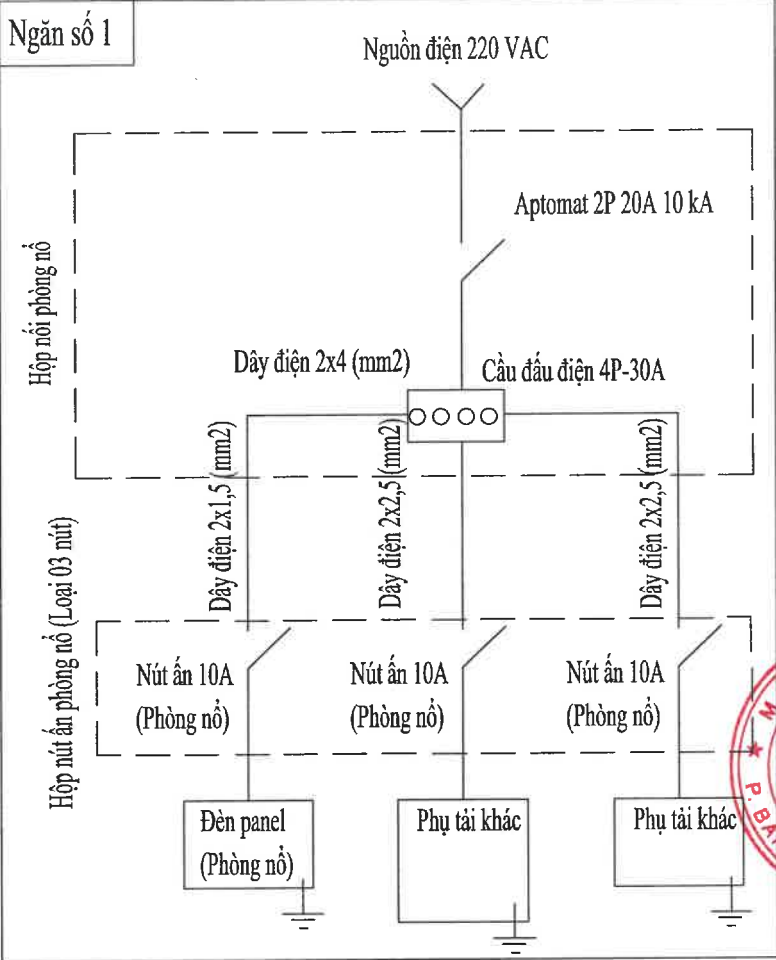 Ngăn số 1
Nguồn điện 220 VAC
Aptomat 2P 20A 10 kA
Hộp nối phòng nổ
Dây điện 2x4 (mm2)
Cầu đấu điện 4P-30A
Dây điện 2x1,5 (mm2)
Dây điện 2x2,5 (mm2)
Dây điện 2x2,5 (mm2)
Hộp nút ấn phòng nổ (Loại 03 nút)
Nút ấn 10A
(Phòng nổ)
Nút ấn 10A
(Phòng nổ)
Nút ấn 10A
(Phòng nổ)
Đèn panel
(Phòng nổ)
Phụ tải khác
Phụ tải khác